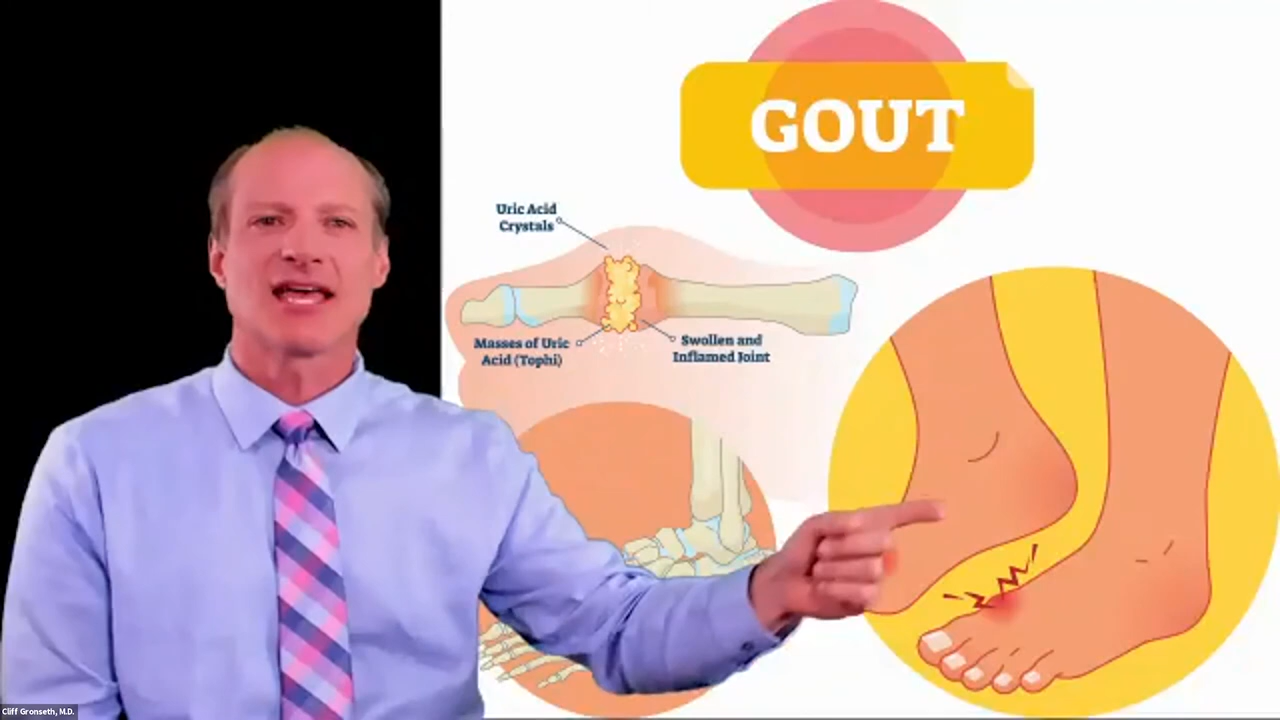 GOUT
Uric Acid
Crystals
Masses of Uric
Acid (Tophi)
Swollen and
Inflamed Joint
Cliff Gronseth, M.D.